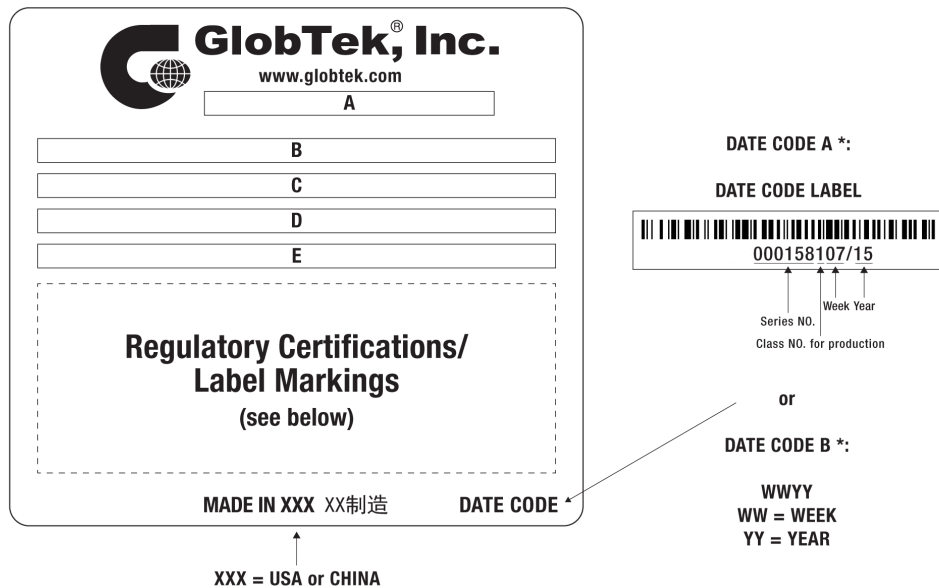 GlobTek,® Inc.
www.globtek.com
A
B
C
D
E
Regulatory Certifications/
Label Markings
(see below)
MADE IN XXX XX制造 DATE CODE
XXX = USA or CHINA
DATE CODE A *:
DATE CODE LABEL
000158107/15
Week Year
Series NO.
Class NO. for production
or
DATE CODE B *:
WWYY
WW = WEEK
YY = YEAR